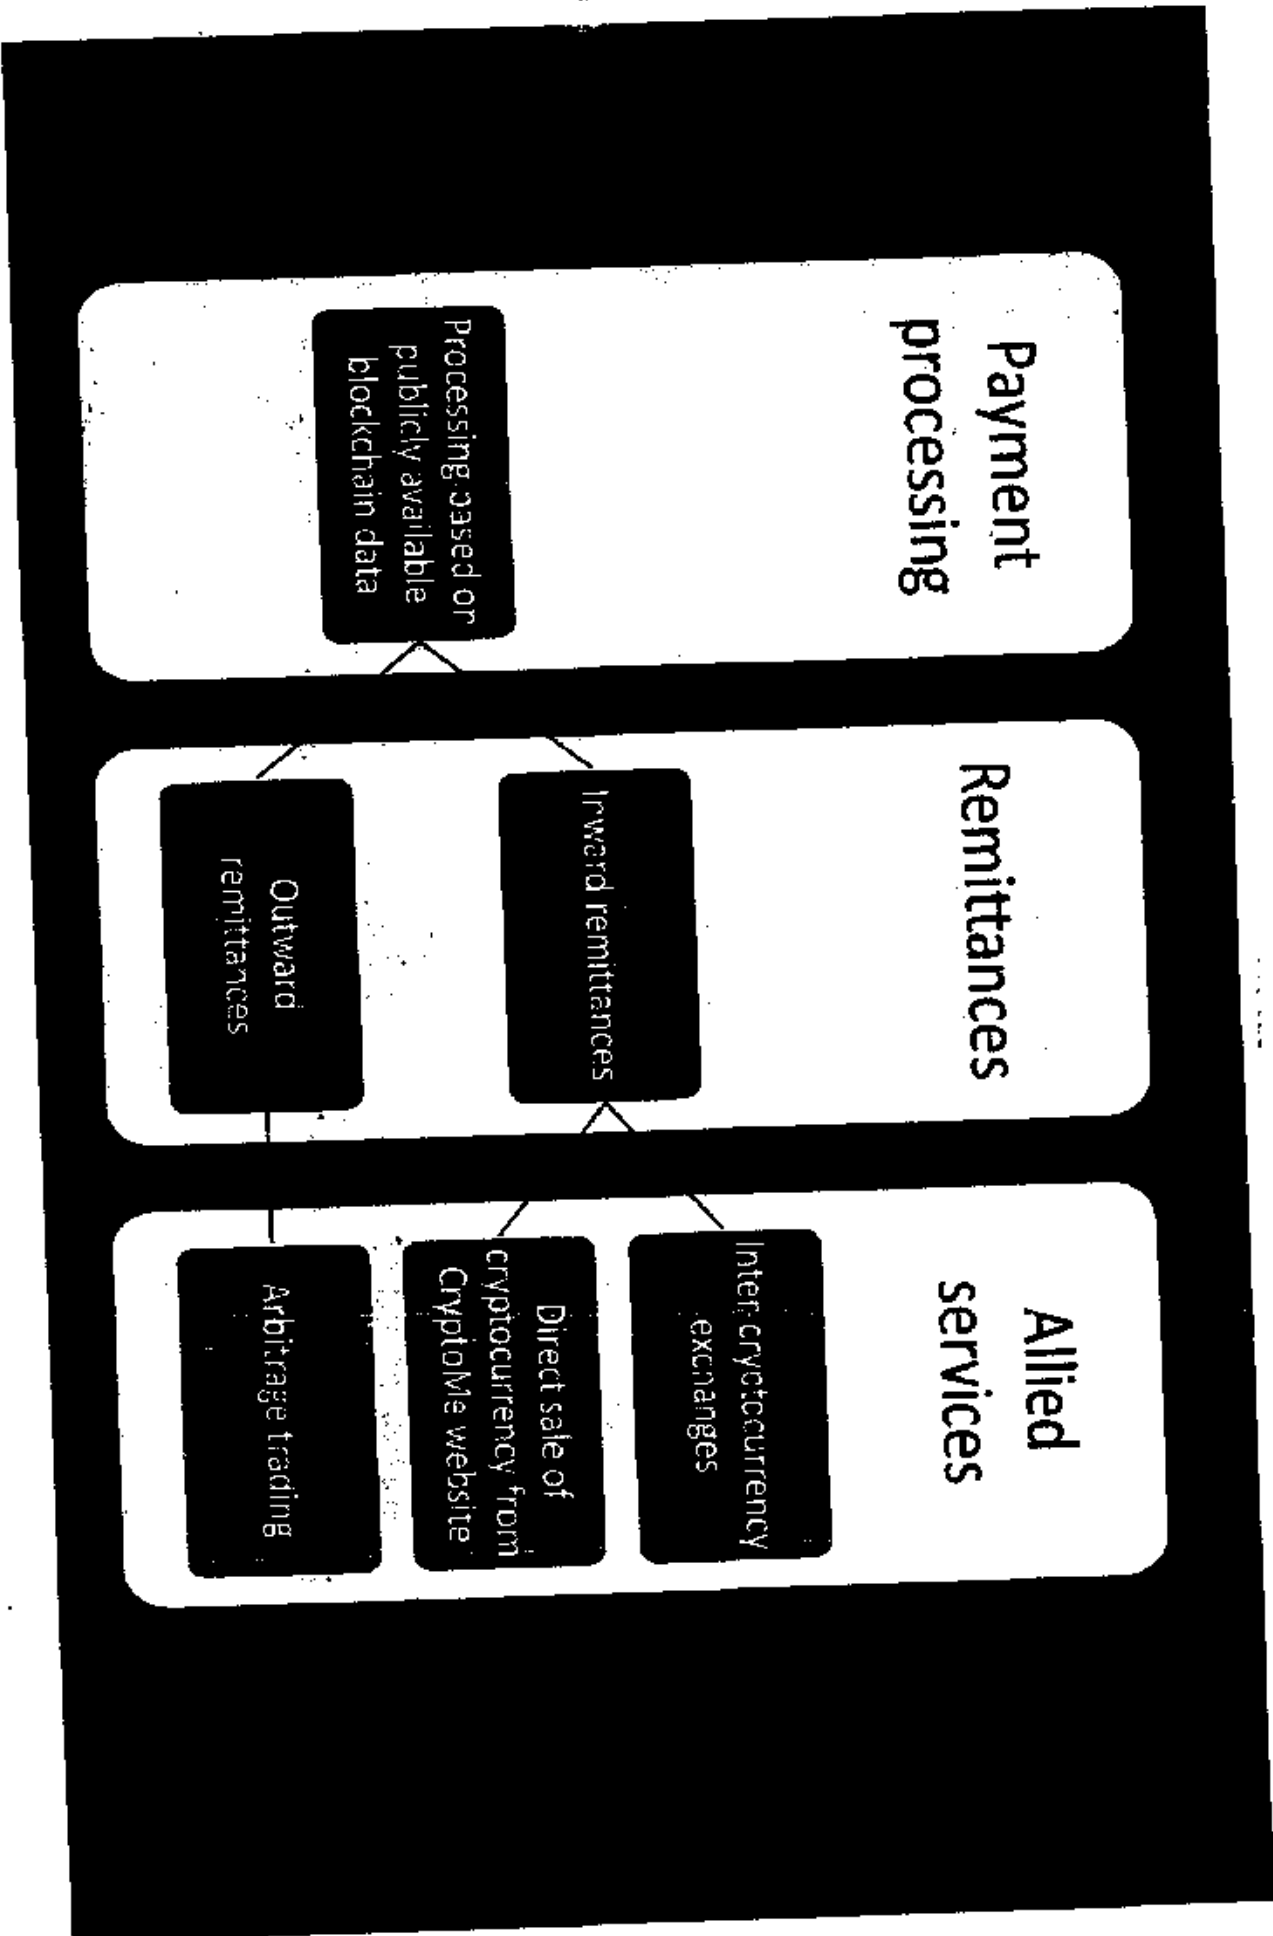 Payment
processing
Processing based on
publicly available
blockchain data
Remittances
Inward remittances
Outward
remittances
Allied
services
Inter-cryptocurrency
exchanges
Direct sale of
cryptocurrency from
CryptoMe website
Arbitrage trading